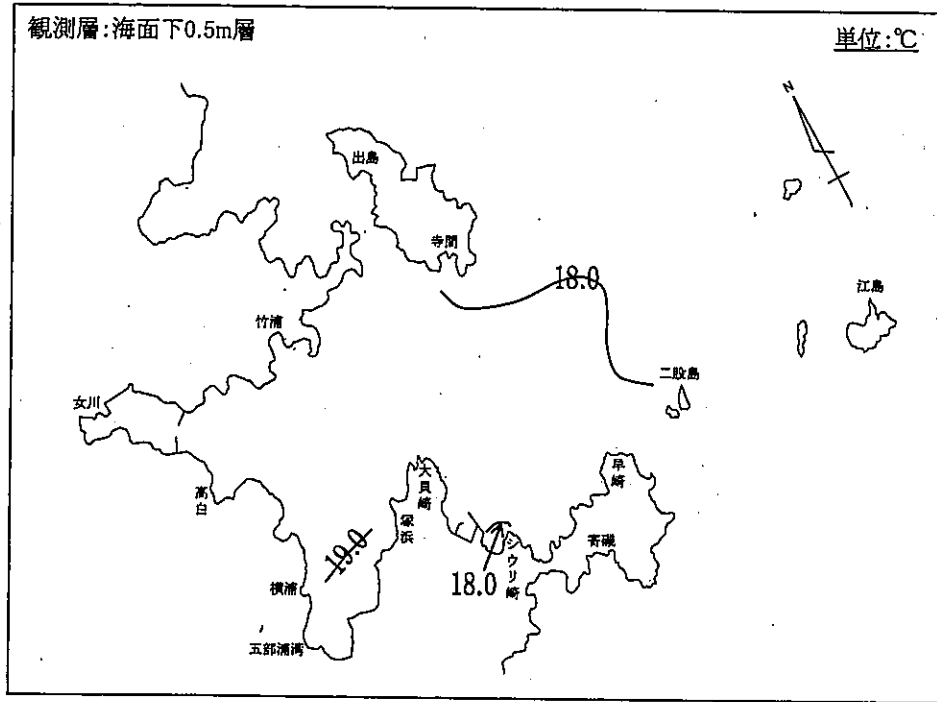 観測層:海面下0.5m層
単位:℃
N
出島
寺間
18.0
江島
竹浦
二股島
女川
大貝崎
早崎
高白
塚浜
寄磯
19.0
シウリ崎
18.0
横浦
五部浦湾